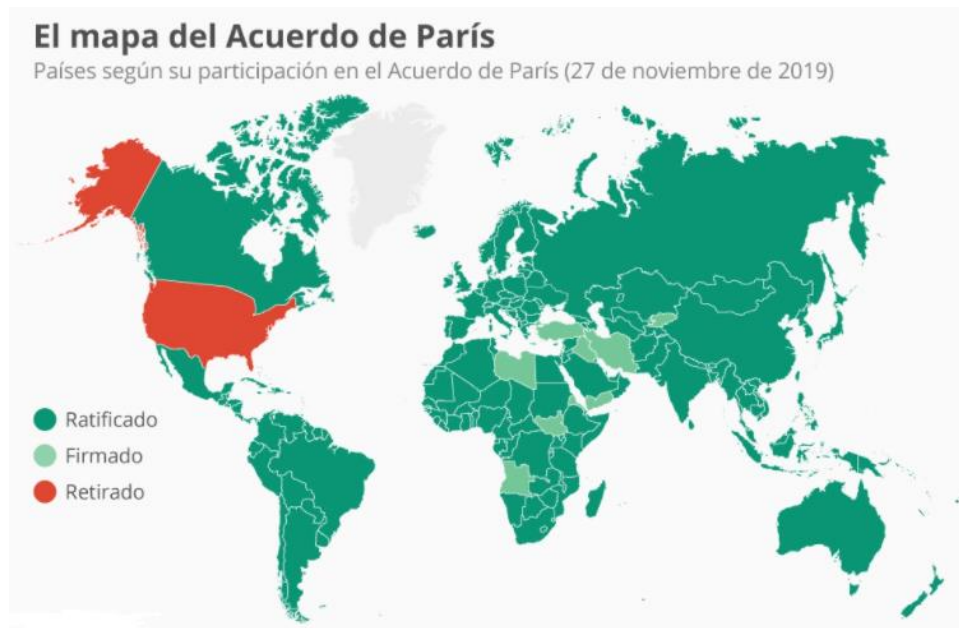 El mapa del Acuerdo de París
Países según su participación en el Acuerdo de París (27 de noviembre de 2019)
Ratificado
Firmado
Retirado